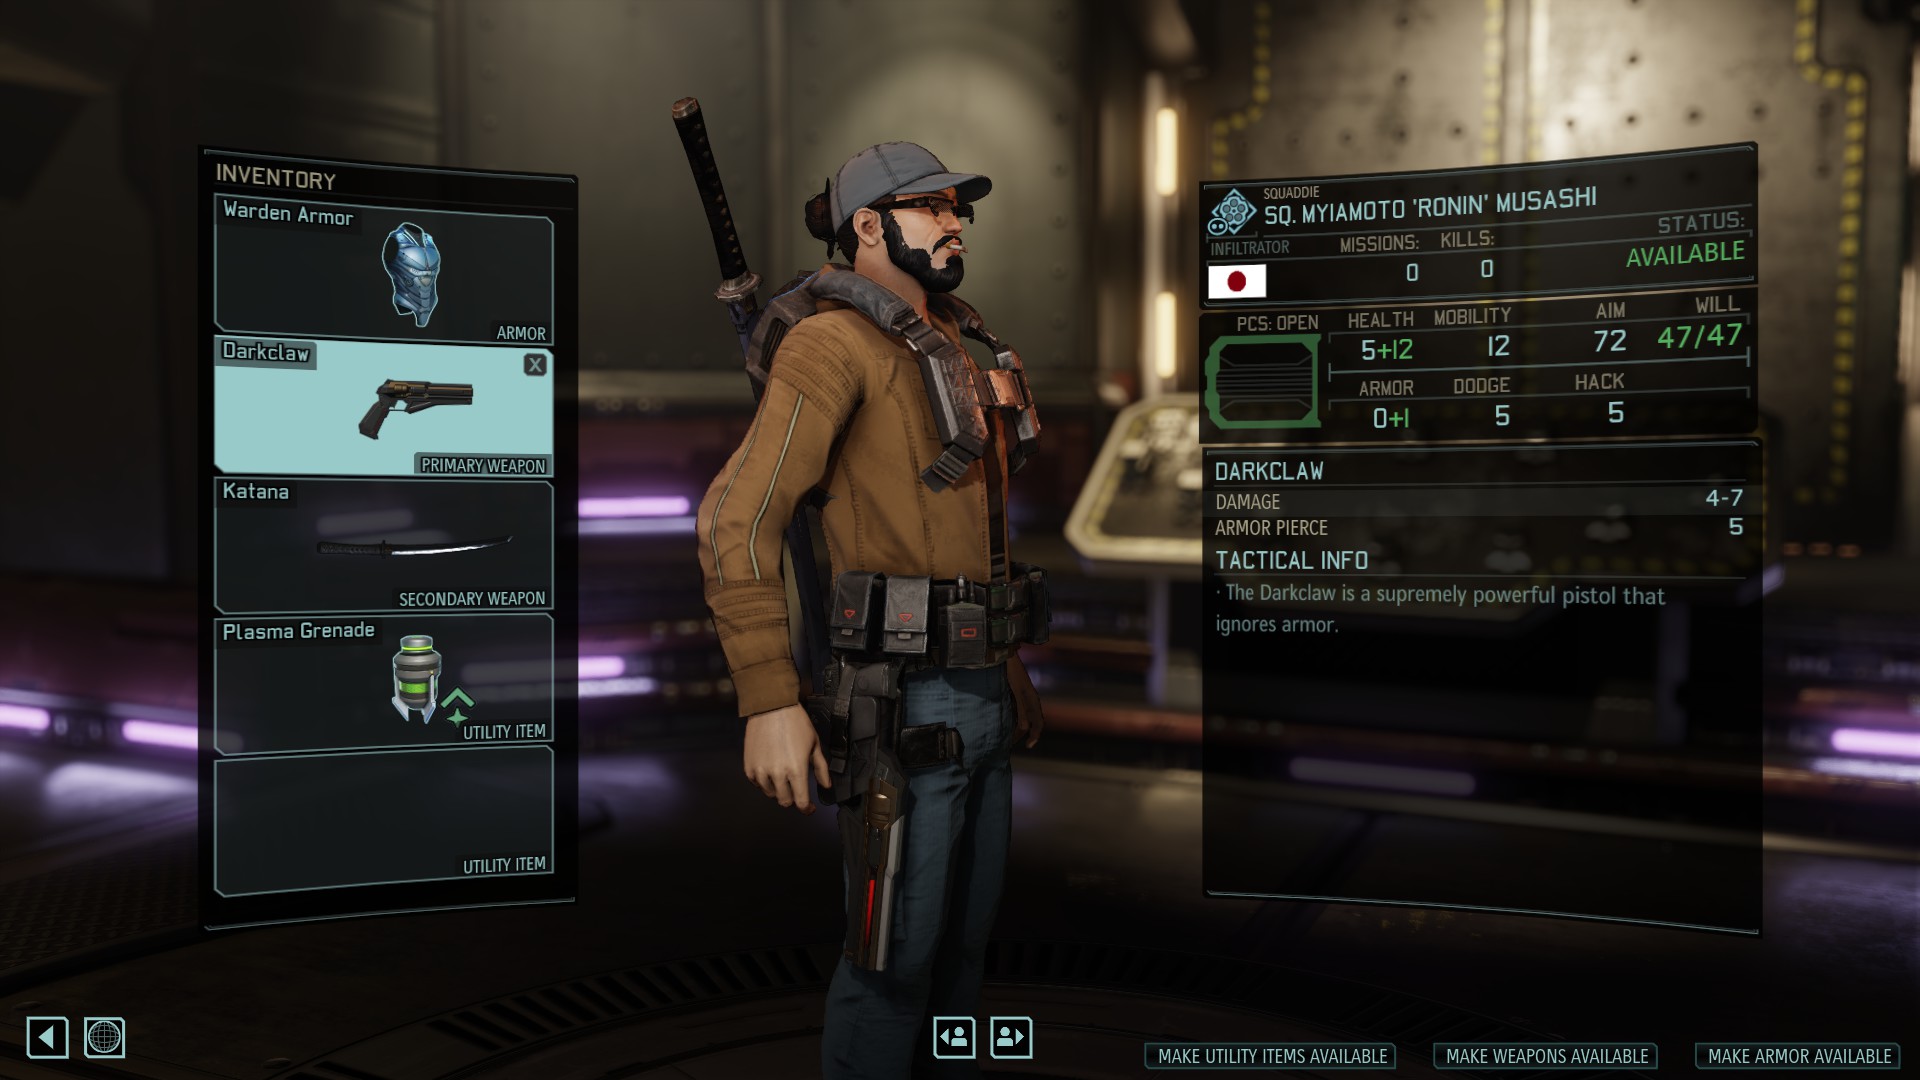 INVENTORY
Warden Armor
ARMOR
Darkclaw
X
PRIMARY WEAPON
Katana
SECONDARY WEAPON
Plasma Grenade
UTILITY ITEM
UTILITY ITEM
SQUADDIE
SQ. MYIAMOTO 'RONIN' MUSASHI
INFILTRATOR
MISSIONS: KILLS: STATUS:
0 0 AVAILABLE
PCS: OPEN HEALTH MOBILITY AIM WILL
5+12 12 72 47/47
ARMOR DODGE HACK
0+1 5 5
DARKCLAW
DAMAGE 4-7
ARMOR PIERCE 5
TACTICAL INFO
· The Darkclaw is a supremely powerful pistol that
ignores armor.
MAKE UTILITY ITEMS AVAILABLE MAKE WEAPONS AVAILABLE MAKE ARMOR AVAILABLE